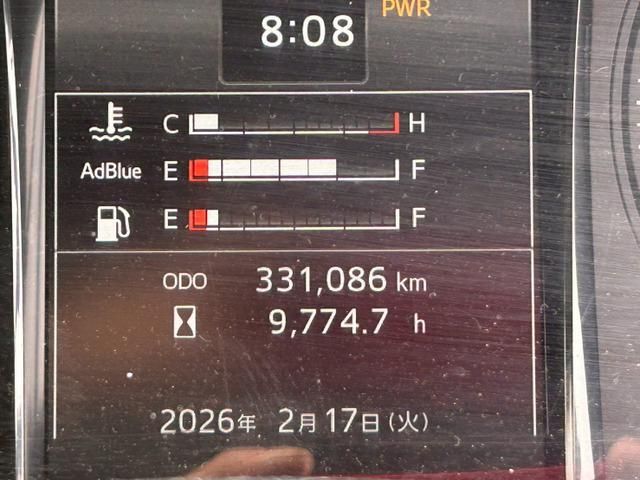 PWR
8:08
C H
AdBlue E F
E F
ODO 331,086 km
9,774.7 h
2026年 2月17日(火)